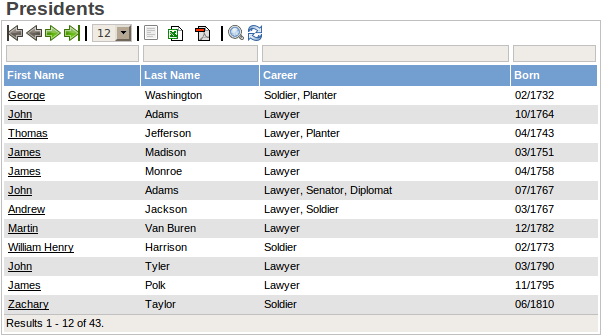 Presidents
12
First Name Last Name Career Born
George Washington Soldier, Planter 02/1732
John Adams Lawyer 10/1764
Thomas Jefferson Lawyer, Planter 04/1743
James Madison Lawyer 03/1751
James Monroe Lawyer 04/1758
John Adams Lawyer, Senator, Diplomat 07/1767
Andrew Jackson Lawyer, Soldier 03/1767
Martin Van Buren Lawyer 12/1782
William Henry Harrison Soldier 02/1773
John Tyler Lawyer 03/1790
James Polk Lawyer 11/1795
Zachary Taylor Soldier 06/1810
Results 1 - 12 of 43.